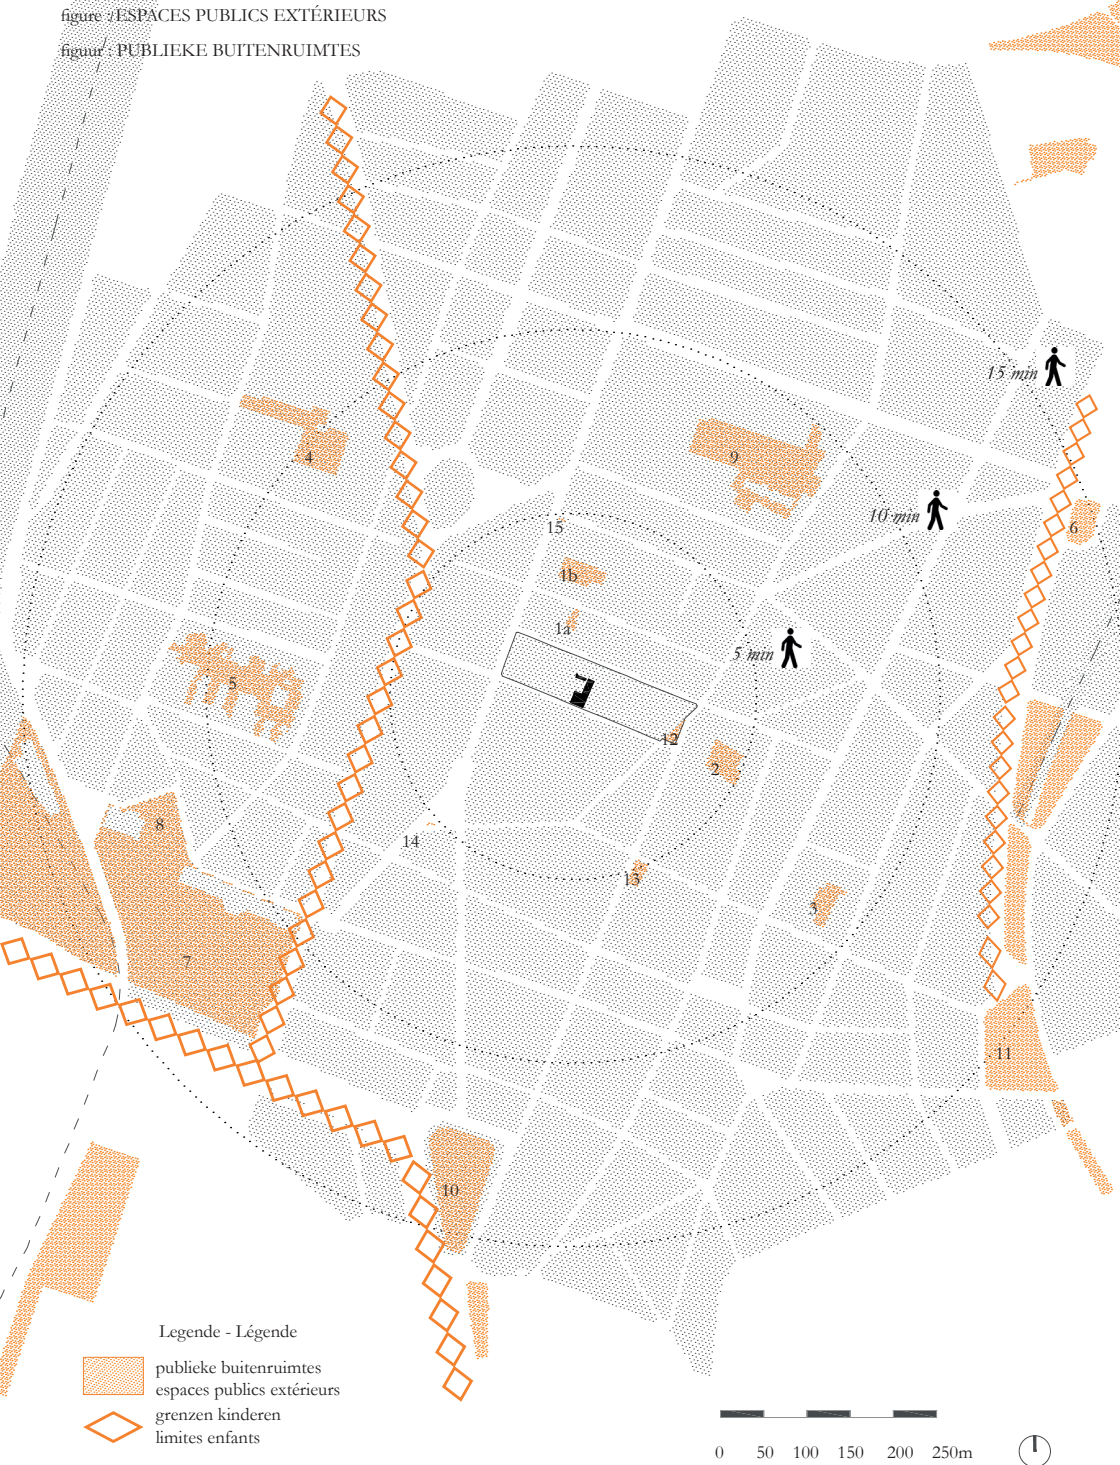 figure : ESPACES PUBLICS EXTÉRIEURS
figuur : PUBLIEKE BUITENRUIMTES
15 min
4
9
10 min
15
6
1b
1a
5 min
5
12
2
8
14
13
3
7
11
10
Legende - Légende
publieke buitenruimtes
espaces publics extérieurs
grenzen kinderen
limites enfants
0 50 100 150 200 250m